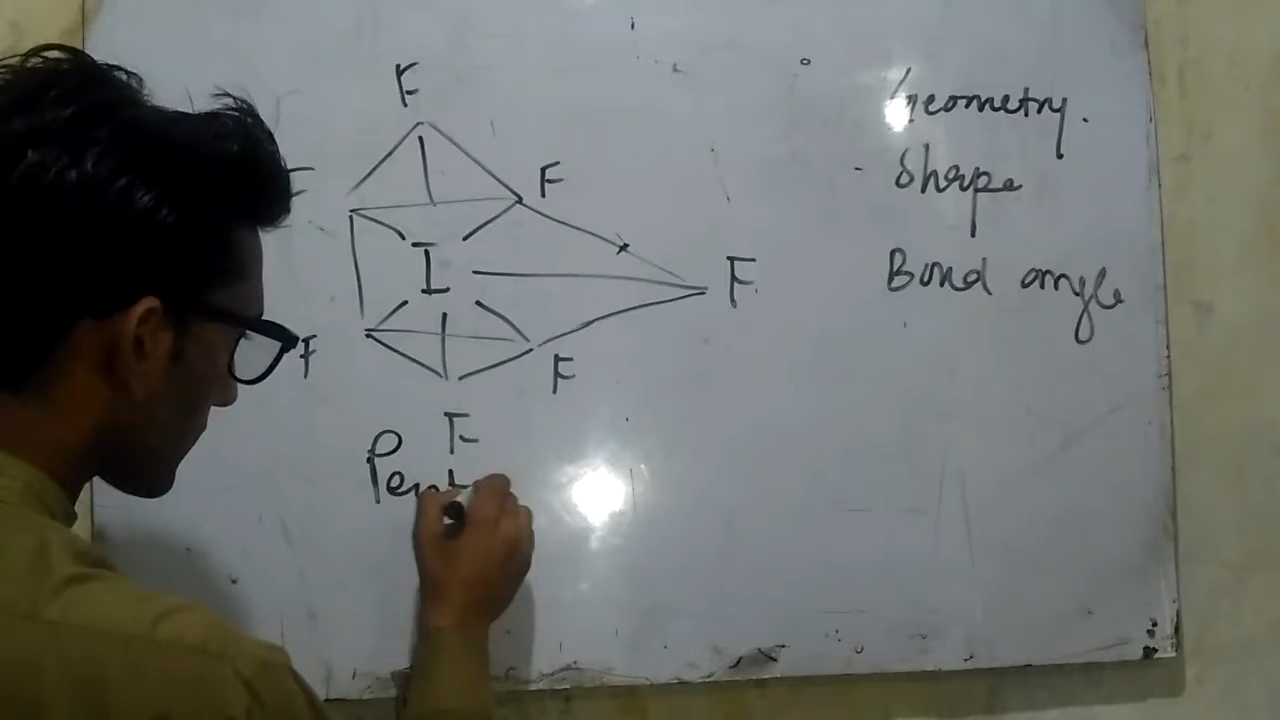 F
F F
I
F
F F
F
Pent
Geometry.
Shape
Bond angle